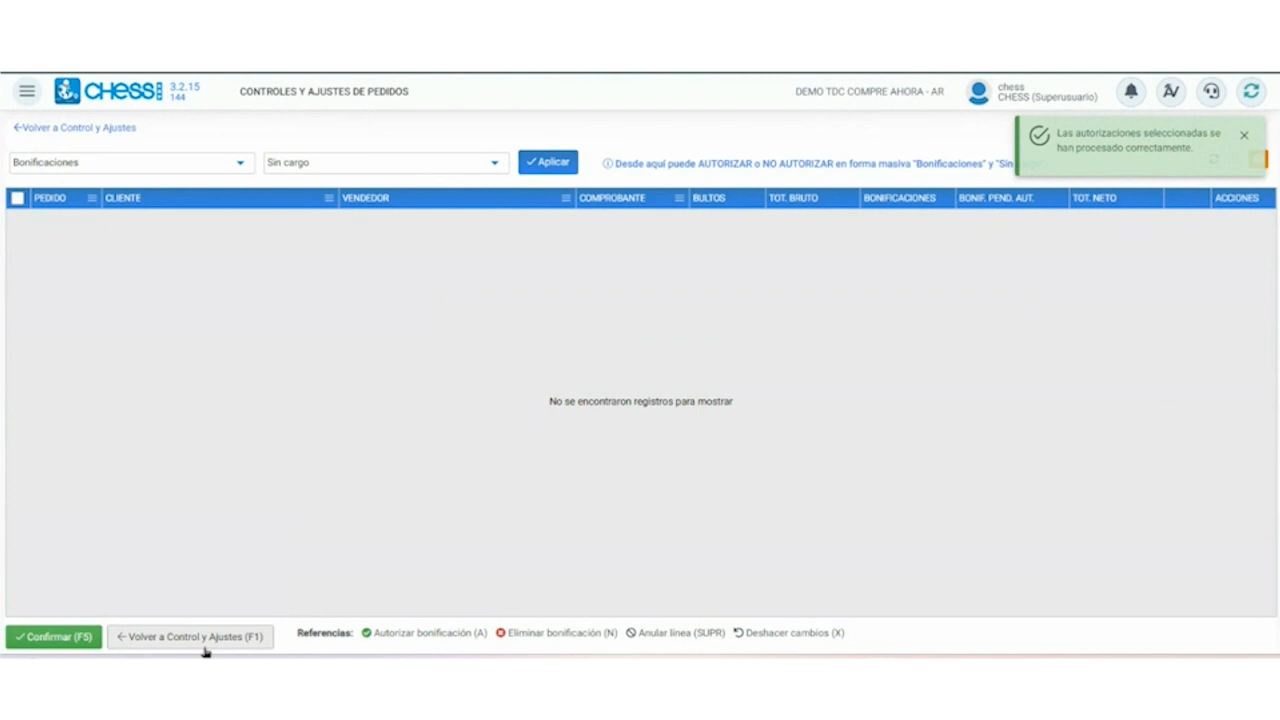 CHESS 3.2.15
144
CONTROLES Y AJUSTES DE PEDIDOS
DEMO TDC COMPRE AHORA - AR
chess
CHESS (Superusuario)
Volver a Control y Ajustes
Las autorizaciones seleccionadas se
han procesado correctamente.
Bonificaciones
Sin cargo
Aplicar
Desde aquí puede AUTORIZAR o NO AUTORIZAR en forma masiva "Bonificaciones" y "Sin
PEDIDO CLIENTE VENDEDOR COMPROBANTE BULTOS TOT. BRUTO BONIFICACIONES BONIF. PEND. AUT. TOT. NETO ACCIONES
No se encontraron registros para mostrar
Confirmar (F5)
Volver a Control y Ajustes (F1)
Referencias: Autorizar bonificación (A) Eliminar bonificación (N) Anular línea (SUPR) Deshacer cambios (X)